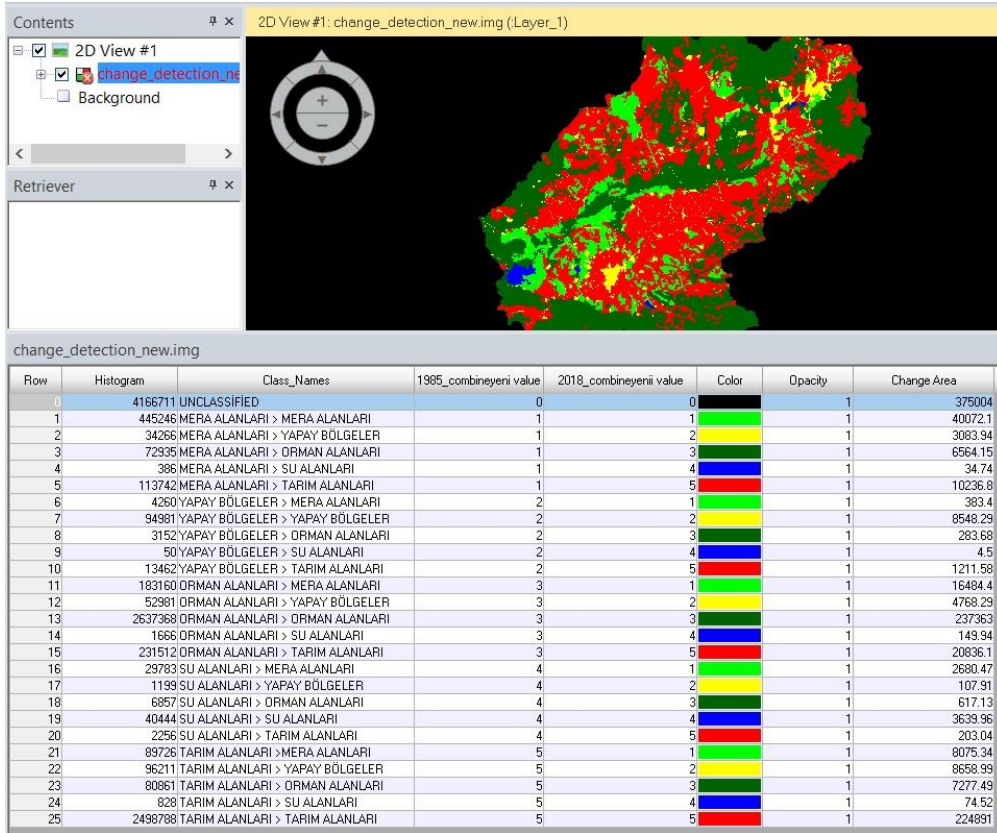 Contents
2D View #1
change_detection_ne
Background
Retriever
2D View #1: change_detection_new.img (:Layer_1)
change_detection_new.img
Row Histogram Class_Names 1985_combineyeni value 2018_combineyenii value Color Opacity Change Area
0 4166711 UNCLASSİFİED 0 0 1 375004
1 445246 MERA ALANLARI > MERA ALANLARI 1 1 1 40072.1
2 34266 MERA ALANLARI > YAPAY BÖLGELER 1 2 1 3083.94
3 72935 MERA ALANLARI > ORMAN ALANLARI 1 3 1 6564.15
4 386 MERA ALANLARI > SU ALANLARI 1 4 1 34.74
5 113742 MERA ALANLARI > TARIM ALANLARI 1 5 1 10236.8
6 4260 YAPAY BÖLGELER > MERA ALANLARI 2 1 1 383.4
7 94981 YAPAY BÖLGELER > YAPAY BÖLGELER 2 2 1 8548.29
8 3152 YAPAY BÖLGELER > ORMAN ALANLARI 2 3 1 283.68
9 50 YAPAY BÖLGELER > SU ALANLARI 2 4 1 4.5
10 13462 YAPAY BÖLGELER > TARIM ALANLARI 2 5 1 1211.58
11 183160 ORMAN ALANLARI > MERA ALANLARI 3 1 1 16484.4
12 52981 ORMAN ALANLARI > YAPAY BÖLGELER 3 2 1 4768.29
13 2637368 ORMAN ALANLARI > ORMAN ALANLARI 3 3 1 237363
14 1666 ORMAN ALANLARI > SU ALANLARI 3 4 1 149.94
15 231512 ORMAN ALANLARI > TARIM ALANLARI 3 5 1 20836.1
16 29783 SU ALANLARI > MERA ALANLARI 4 1 1 2680.47
17 1199 SU ALANLARI > YAPAY BÖLGELER 4 2 1 107.91
18 6857 SU ALANLARI > ORMAN ALANLARI 4 3 1 617.13
19 40444 SU ALANLARI > SU ALANLARI 4 4 1 3639.96
20 2256 SU ALANLARI > TARIM ALANLARI 4 5 1 203.04
21 89726 TARIM ALANLARI >MERA ALANLARI 5 1 1 8075.34
22 96211 TARIM ALANLARI > YAPAY BÖLGELER 5 2 1 8658.99
23 80861 TARIM ALANLARI > ORMAN ALANLARI 5 3 1 7277.49
24 828 TARIM ALANLARI > SU ALANLARI 5 4 1 74.52
25 2498788 TARIM ALANLARI > TARIM ALANLARI 5 5 1 224891